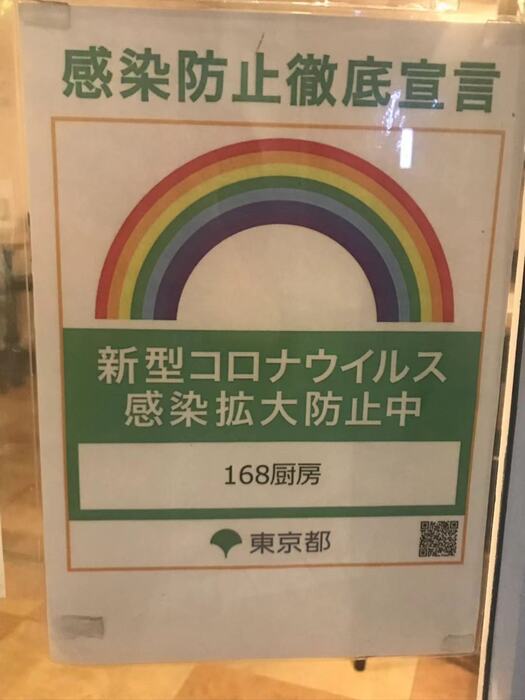 感染防止徹底宣言
新型コロナウイルス
感染拡大防止中
168厨房
東京都